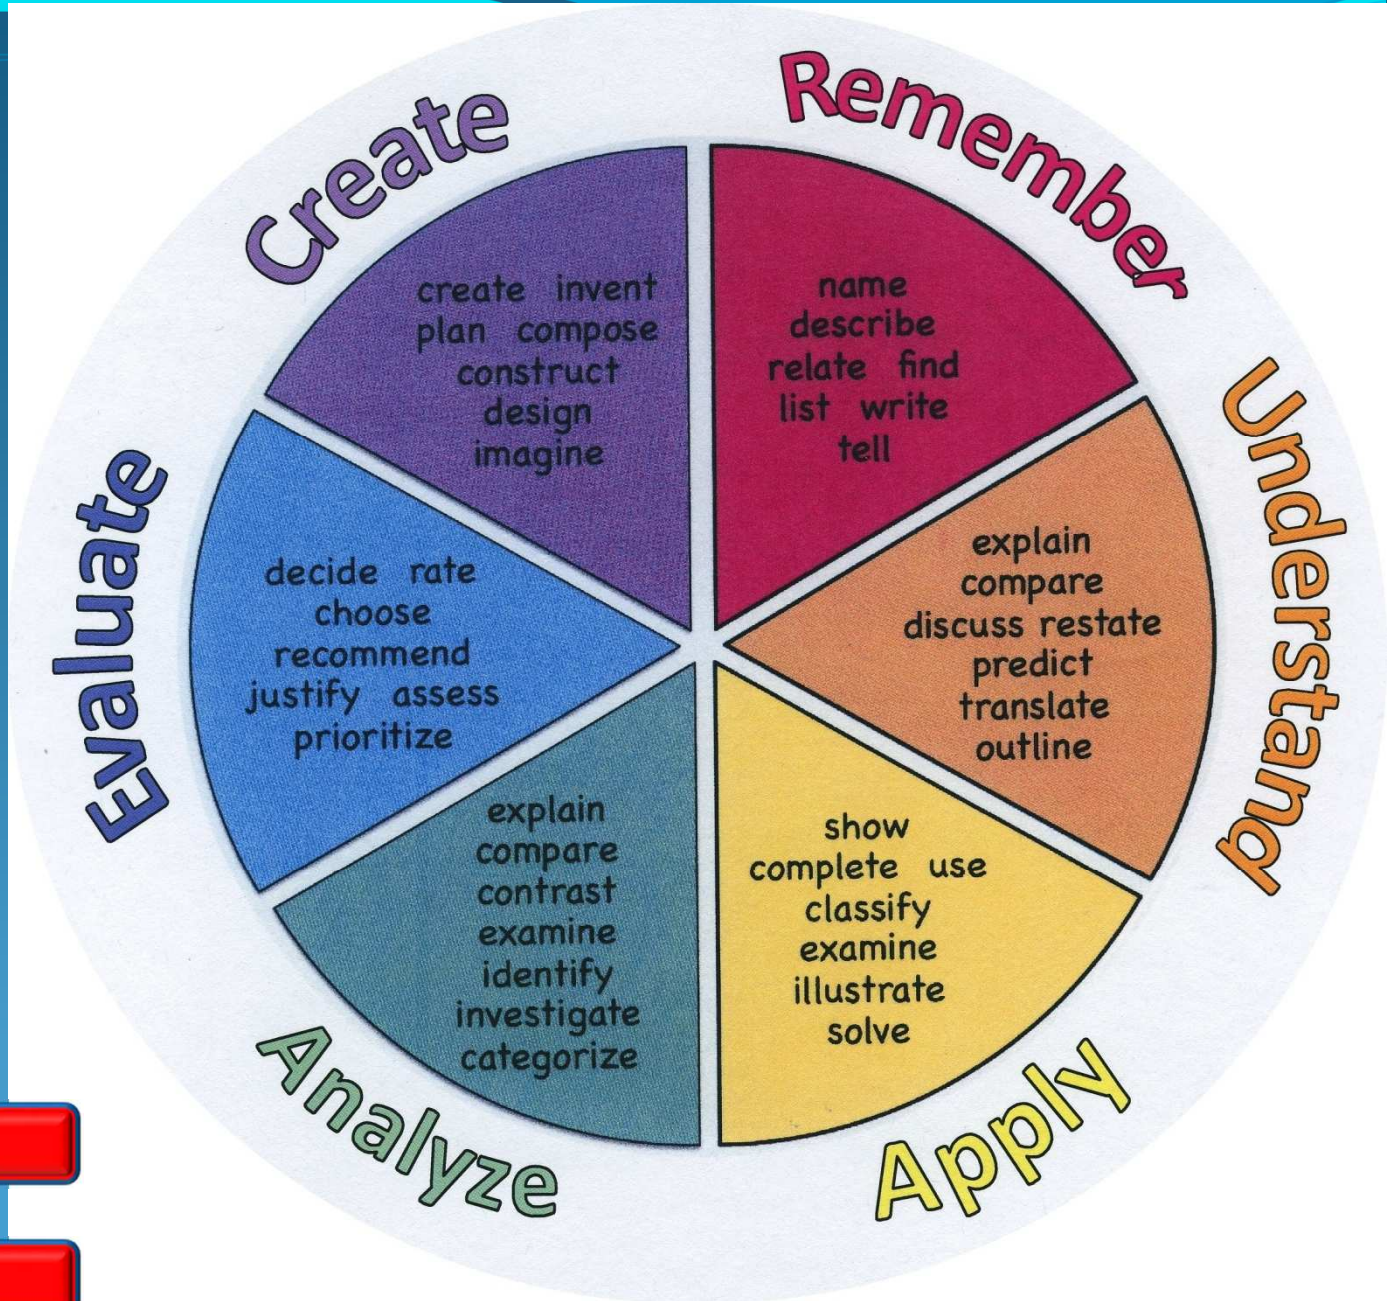 Remember
name
describe
relate find
list write
tell
Understand
explain
compare
discuss restate
predict
translate
outline
Apply
show
complete use
classify
examine
illustrate
solve
Analyze
explain
compare
contrast
examine
identify
investigate
categorize
Evaluate
decide rate
choose
recommend
justify assess
prioritize
Create
create invent
plan compose
construct
design
imagine